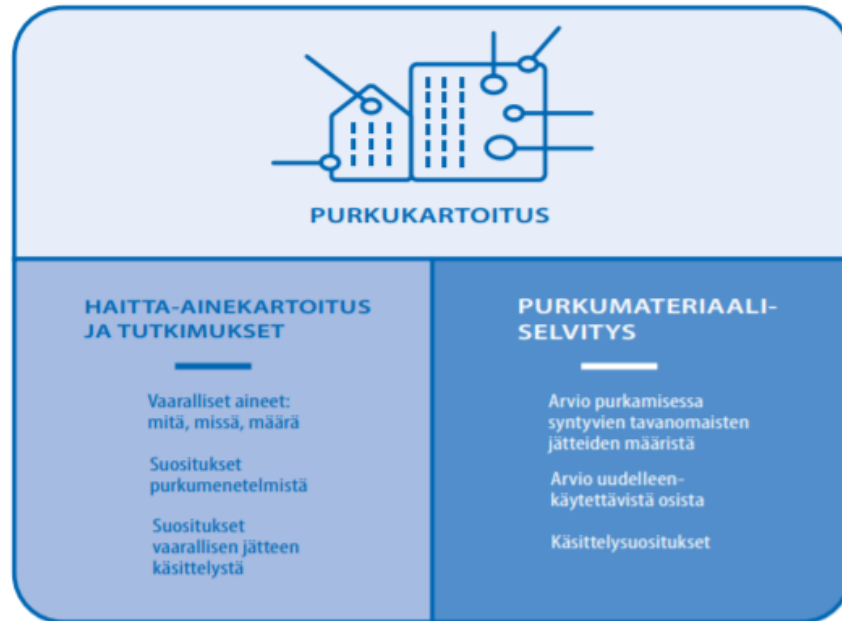 PURKUKARTOITUS
HAITTA-AINEKARTOITUS
JA TUTKIMUKSET
Vaaralliset aineet:
mitä, missä, määrä
Suositukset
purkumenetelmistä
Suositukset
vaarallisen jätteen
käsittelystä
PURKUMATERIAALI-
SELVITYS
Arvio purkamisessa
syntyvien tavanomaisten
jätteiden määristä
Arvio uudelleen-
käytettävistä osista
Käsittelysuositukset